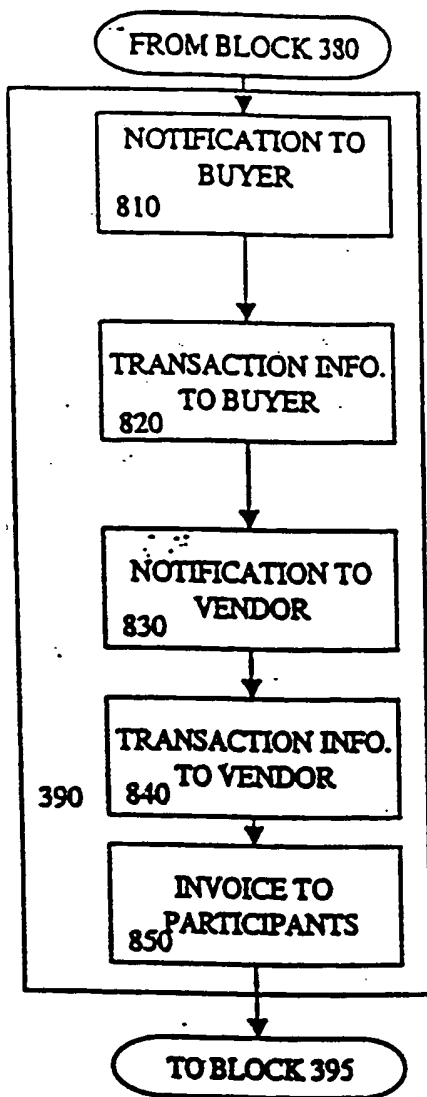 FROM BLOCK 380
NOTIFICATION TO
BUYER
810
TRANSACTION INFO.
TO BUYER
820
NOTIFICATION TO
VENDOR
830
TRANSACTION INFO.
TO VENDOR
390
840
INVOICE TO
PARTICIPANTS
850
TO BLOCK 395